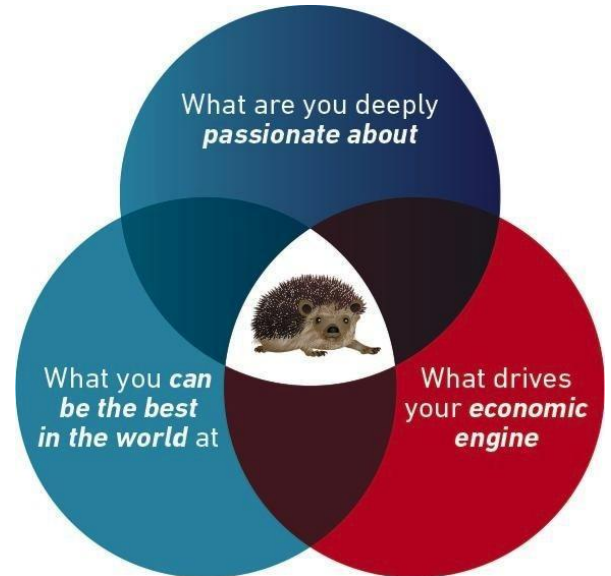 What are you deeply
passionate about
What you can
be the best
in the world at
What drives
your economic
engine